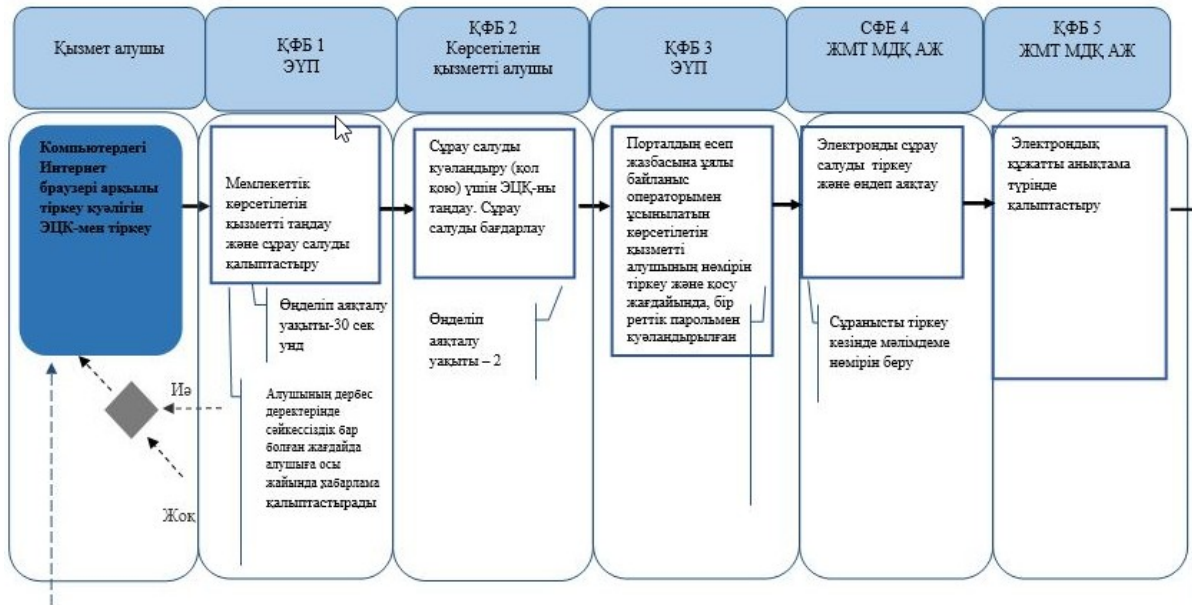 Қызмет алушы
ҚФБ 1
ЭҮП
ҚФБ 2
Көрсетілетін
қызметті алушы
ҚФБ 3
ЭҮП
СФЕ 4
ЖМТ МДҚ АЖ
ҚФБ 5
ЖМТ МДҚ АЖ
Компьютердегі
Интернет
браузері арқылы
тіркеу куәлігін
ЭЦК-мен тіркеу
Мемлекеттік
көрсетілетін
қызметті таңдау
және сұрау салуды
қалыптастыру
Сұрау салуды
куәландыру (қол
қою) үшін ЭЦҚ-ны
таңдау. Сұрау
салуды бағдарлау
Порталдың есеп
жазбасына ұялы
байланыс
операторымен
ұсынылатын
көрсетілетін
қызметті
алушының нөмірін
тіркеу және қосу
жағдайында, бір
реттік парольмен
куәландырылған
Электронды сұрау
салуды тіркеу
және өңдеп аяқтау
Электрондық
құжатты анықтама
түрінде
қалыптастыру
Өңделіп аяқталу
уақыты-30 сек
унд
Өңделіп
аяқталу
уақыты – 2
Сұранысты тіркеу
кезінде мәлімдеме
нөмірін беру
Иә
Алушының дербес
деректерінде
сәйкессіздік бар
болған жағдайда
алушыға осы
жайында хабарлама
қалыптастырады
Жоқ